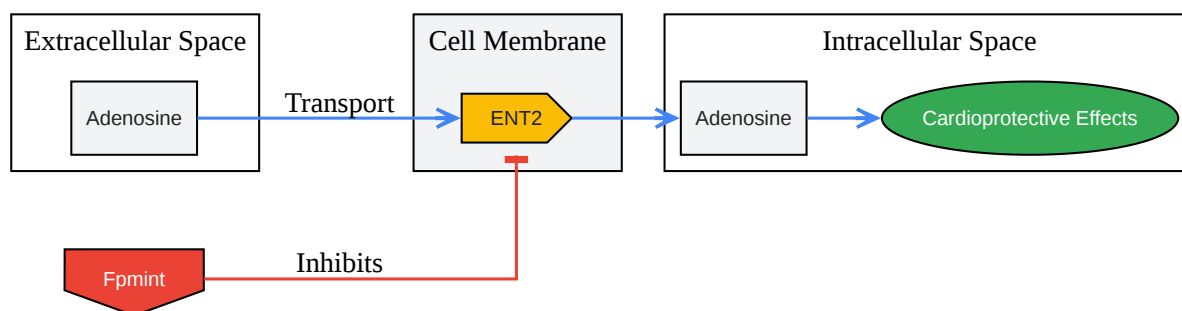 Extracellular Space
Cell Membrane
Intracellular Space
Adenosine
Transport
ENT2
Adenosine
Cardioprotective Effects
Fpmint
Inhibits